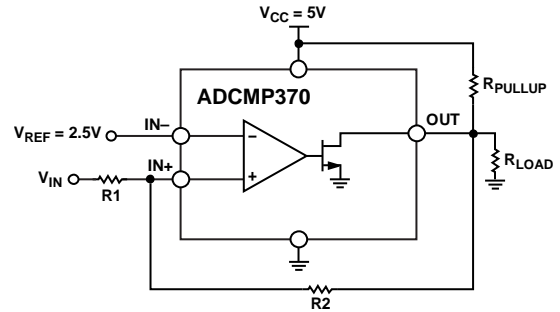 VCC = 5V
ADCMP370
RPULLUP
OUT
VREF = 2.5V
IN–
–
RLOAD
VIN
R1
IN+
+
R2